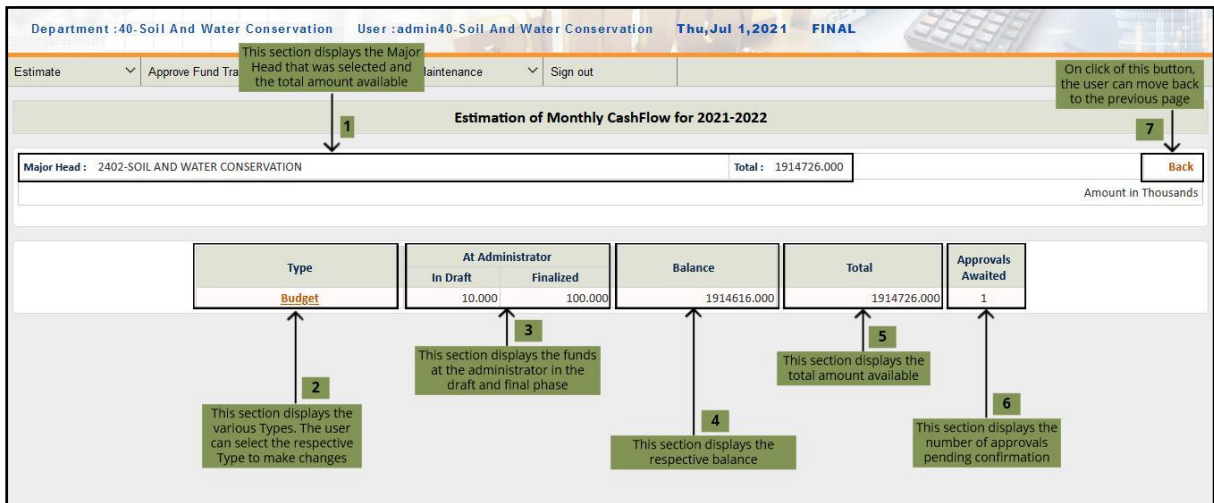 Department :40-Soil And Water Conservation User :admin40-Soil And Water Conservation Thu,Jul 1,2021 FINAL
Estimate Approve Fund Tra Maintenance Sign out
This section displays the Major
Head that was selected and
the total amount available
1
On click of this button,
the user can move back
to the previous page
7
Estimation of Monthly CashFlow for 2021-2022
Major Head : 2402-SOIL AND WATER CONSERVATION Total : 1914726.000 Back
Amount in Thousands
Type At Administrator Balance Total Approvals Awaited
In Draft Finalized
Budget 10.000 100.000 1914616.000 1914726.000 1
2
This section displays the
various Types. The user
can select the respective
Type to make changes
3
This section displays the funds
at the administrator in the
draft and final phase
4
This section displays the
respective balance
5
This section displays the
total amount available
6
This section displays the
number of approvals
pending confirmation